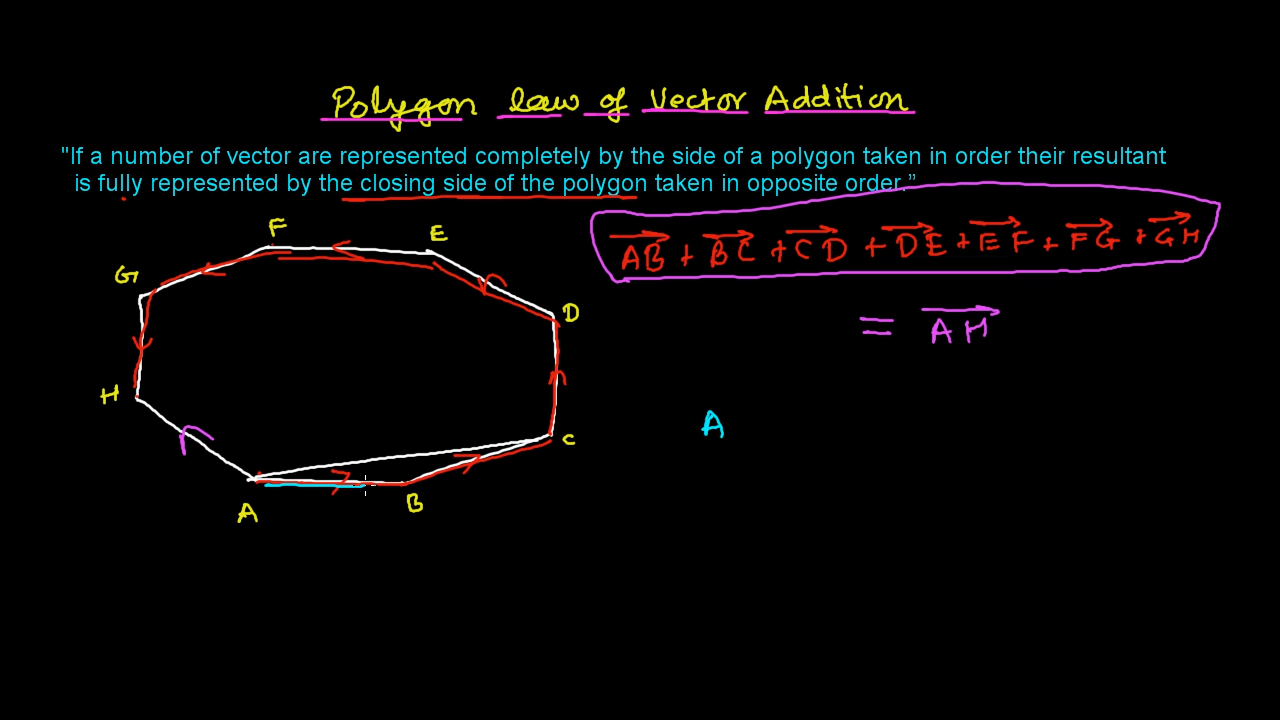 Polygon law of Vector Addition
"If a number of vector are represented completely by the side of a polygon taken in order their resultant
is fully represented by the closing side of the polygon taken in opposite order.”
F
E
AB + BC + CD + DE + EF + FG + GH
G
D
= AH
H
A
C
A
B